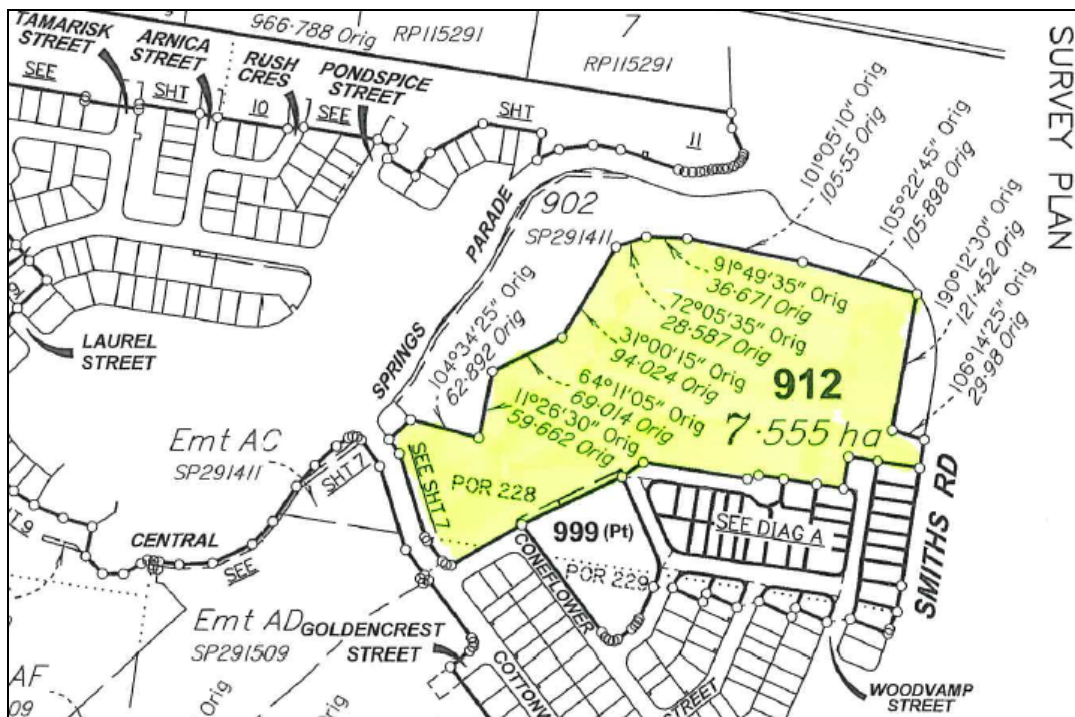 966·788 Orig
RP115291
7
RP115291
TAMARISK
STREET
ARNICA
STREET
RUSH
CRES
PONDSPICE
STREET
SEE
SHT
10
SEE
SHT
11
SURVEY PLAN
101°05'10" Orig
105·55 Orig
105°22'45" Orig
105·898 Orig
190°12'30" Orig
121·452 Orig
106°14'25" Orig
29·98 Orig
902
SP291411
SPRINGS PARADE
91°49'35" Orig
36·671 Orig
72°05'35" Orig
28·587 Orig
31°00'15" Orig
94·024 Orig
64°11'05" Orig
69·014 Orig
11°26'30" Orig
59·662 Orig
104°34'25" Orig
62·892 Orig
912
7·555 ha
LAUREL
STREET
Emt AC
SP291411
SHT 7
SEE SHT 7
POR 228
999 (Pt)
POR 229
SEE DIAG A
SMITHS RD
CENTRAL
SEE
CONEFLOWER
STREET
Emt AD
SP291509
GOLDENCREST
STREET
WOODVAMP
STREET
AF
09
Orig
Orig